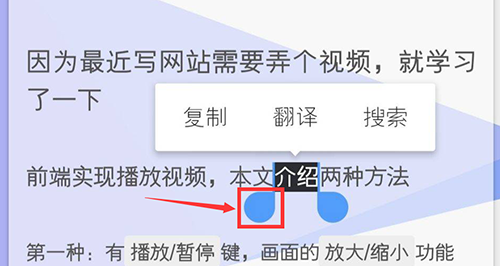 因为最近写网站需要弄个视频，就学习
了一下
复制 翻译 搜索
前端实现播放视频，本文介绍两种方法
第一种：有 播放/暂停 键，画面的 放大/缩小 功能